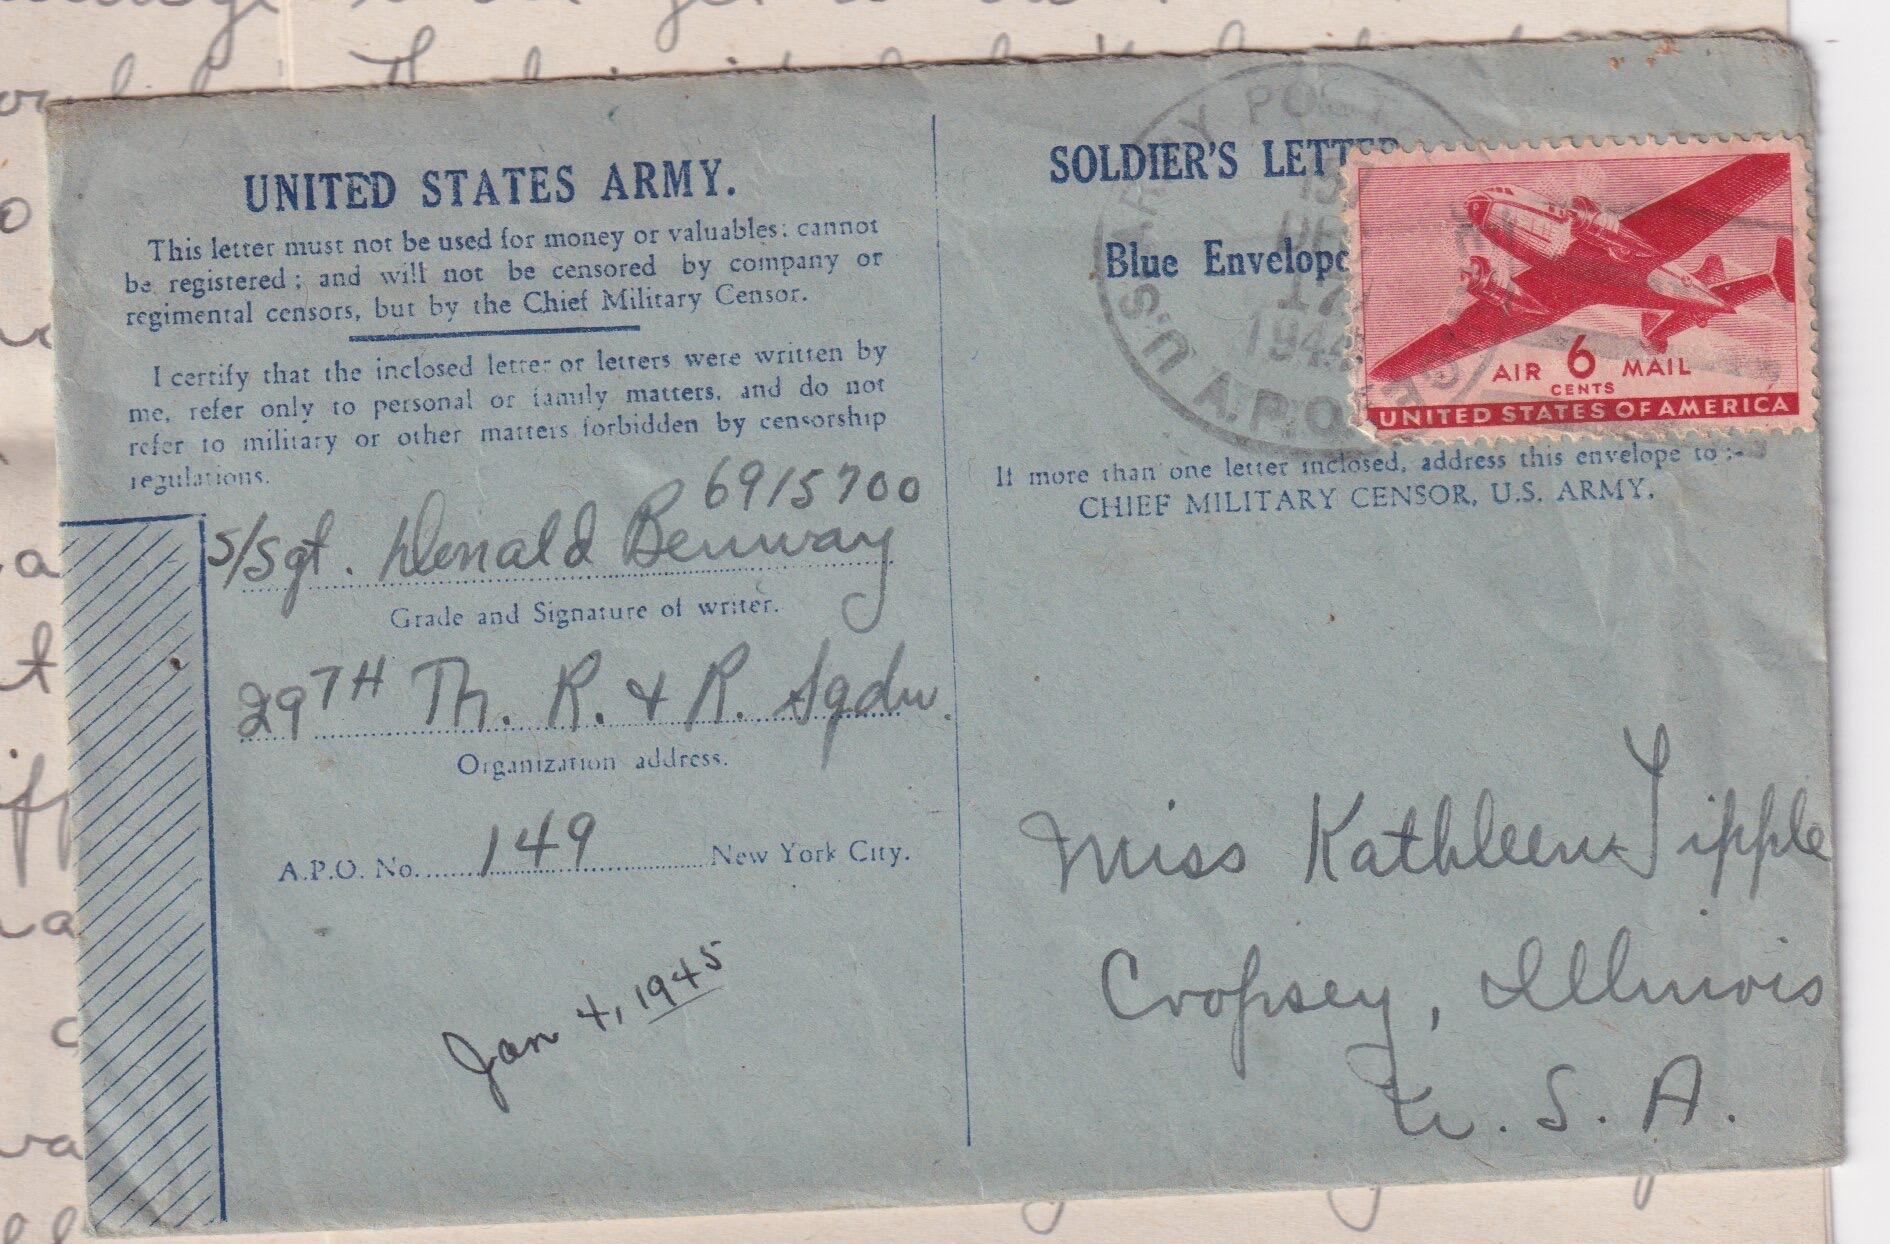 UNITED STATES ARMY.
This letter must not be used for money or valuables; cannot
be registered; and will not be censored by company or
regimental censors, but by the Chief Military Censor.
I certify that the inclosed letter or letters were written by
me, refer only to personal or family matters, and do not
refer to military or other matters forbidden by censorship
regulations.
6915700
S/Sgt. Donald Benway
Grade and Signature of writer.
29TH Th. R. & R. Sqdn.
Organization address.
A.P.O. No. 149 New York City.
Jan 4, 1945
SOLDIER'S LETTER
Blue Envelope
U.S. ARMY POST
17
1944
A.P.O.
AIR 6 MAIL
CENTS
UNITED STATES OF AMERICA
If more than one letter inclosed, address this envelope to :-
CHIEF MILITARY CENSOR, U.S. ARMY.
Miss Kathleen Tipple
Cropsey, Illinois
U. S. A.